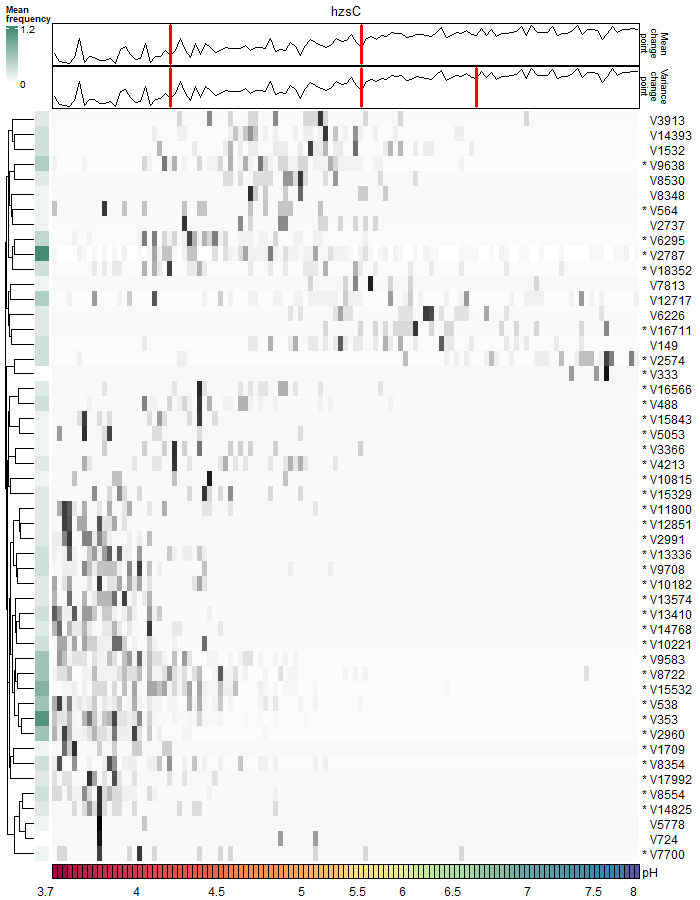 hzsC
Mean
frequency
1.2
0
Mean
change
point
Variance
change
point
V3913
V14393
V1532
* V9638
V8530
V8348
* V564
V2737
* V6295
* V2787
* V18352
V7813
V12717
V6226
* V16711
V149
* V2574
* V333
* V16566
* V488
* V15843
* V5053
* V3366
* V4213
* V10815
* V15329
* V11800
* V12851
* V2991
* V13336
* V9708
* V10182
* V13574
* V13410
* V14768
* V10221
* V9583
* V8722
* V15532
* V538
* V353
* V2960
* V1709
* V8354
* V17992
* V8554
* V14825
V5778
V724
* V7700
pH
3.7 4 4.5 5 5.5 6 6.5 7 7.5 8